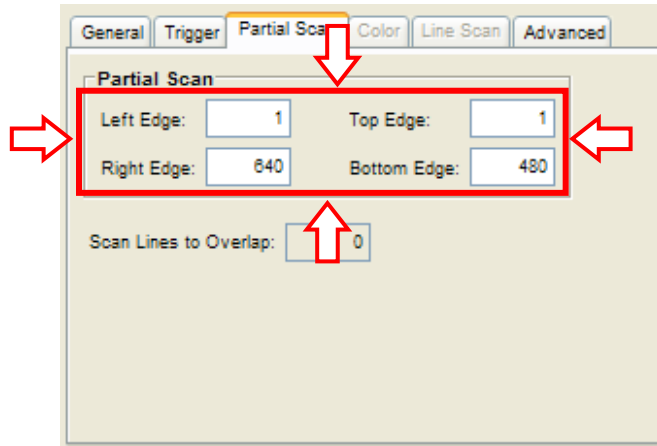 General Trigger Partial Scan Color Line Scan Advanced
Partial Scan
Left Edge: 1 Top Edge: 1
Right Edge: 640 Bottom Edge: 480
Scan Lines to Overlap: 0